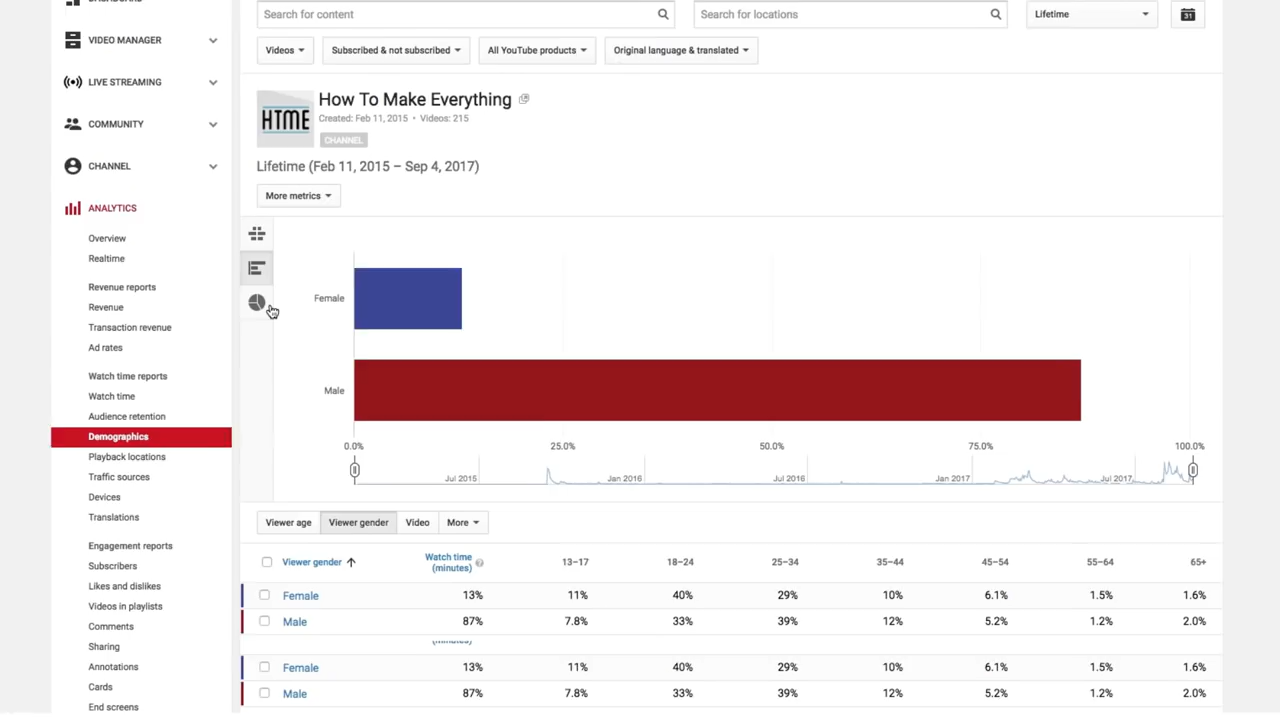 DASHBOARD
Search for content
Search for locations
Lifetime
31
VIDEO MANAGER
Videos
Subscribed & not subscribed
All YouTube products
Original language & translated
LIVE STREAMING
HTME
How To Make Everything
Created: Feb 11, 2015 • Videos: 215
COMMUNITY
CHANNEL
CHANNEL
Lifetime (Feb 11, 2015 – Sep 4, 2017)
More metrics
ANALYTICS
Overview
Realtime
Revenue reports
Revenue
Transaction revenue
Ad rates
Watch time reports
Watch time
Audience retention
Demographics
Playback locations
Traffic sources
Devices
Translations
Engagement reports
Subscribers
Likes and dislikes
Videos in playlists
Comments
Sharing
Annotations
Cards
End screens
Female
Male
0.0% 25.0% 50.0% 75.0% 100.0%
Jul 2015 Jan 2016 Jul 2016 Jan 2017 Jul 2017
Viewer age Viewer gender Video More
Viewer gender Watch time (minutes) 13–17 18–24 25–34 35–44 45–54 55–64 65+
Female 13% 11% 40% 29% 10% 6.1% 1.5% 1.6%
Male 87% 7.8% 33% 39% 12% 5.2% 1.2% 2.0%
(minutes)
Female 13% 11% 40% 29% 10% 6.1% 1.5% 1.6%
Male 87% 7.8% 33% 39% 12% 5.2% 1.2% 2.0%